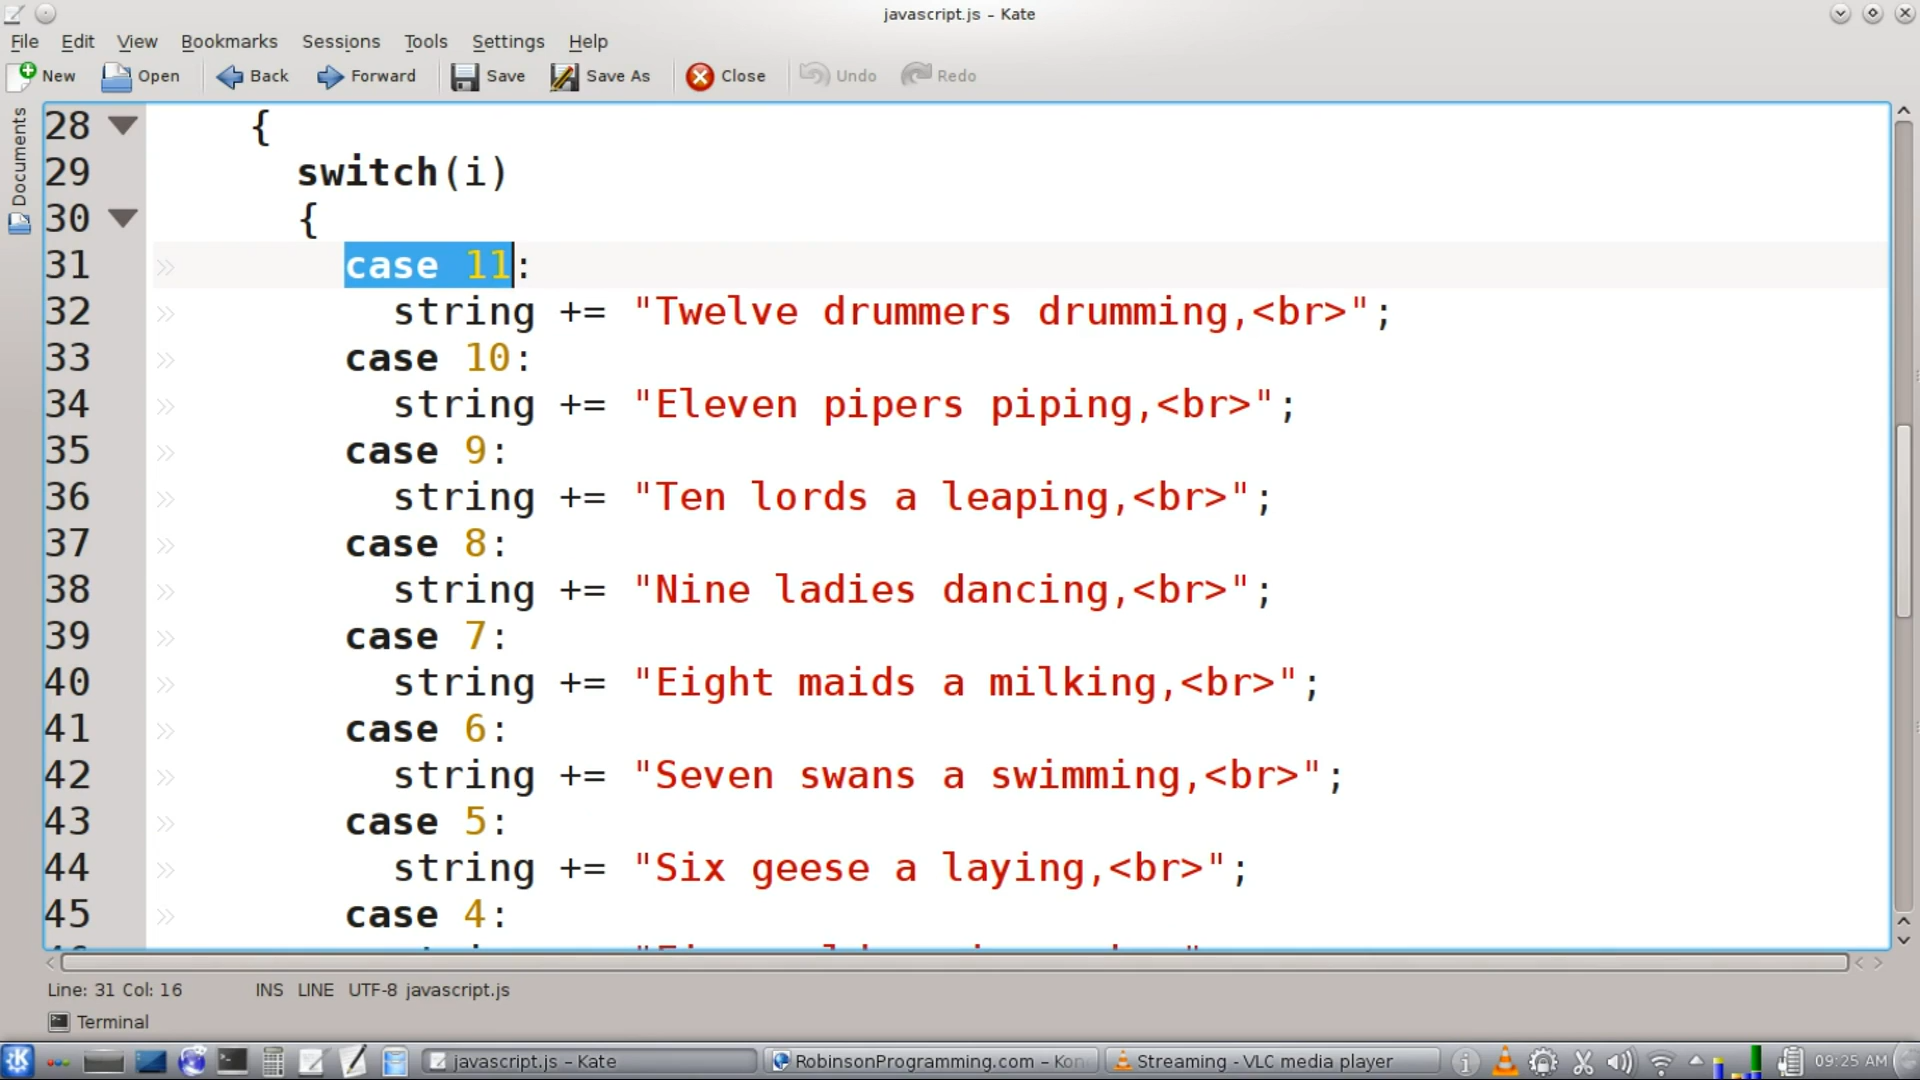 javascript.js – Kate
File Edit View Bookmarks Sessions Tools Settings Help
New Open Back Forward Save Save As Close Undo Redo
Documents
28 {
29 switch(i)
30 {
31 case 11:
32 string += "Twelve drummers drumming,<br>";
33 case 10:
34 string += "Eleven pipers piping,<br>";
35 case 9:
36 string += "Ten lords a leaping,<br>";
37 case 8:
38 string += "Nine ladies dancing,<br>";
39 case 7:
40 string += "Eight maids a milking,<br>";
41 case 6:
42 string += "Seven swans a swimming,<br>";
43 case 5:
44 string += "Six geese a laying,<br>";
45 case 4:
Line: 31 Col: 16 INS LINE UTF-8 javascript.js
Terminal
javascript.js – Kate RobinsonProgramming.com – Kon Streaming - VLC media player 09:25 AM